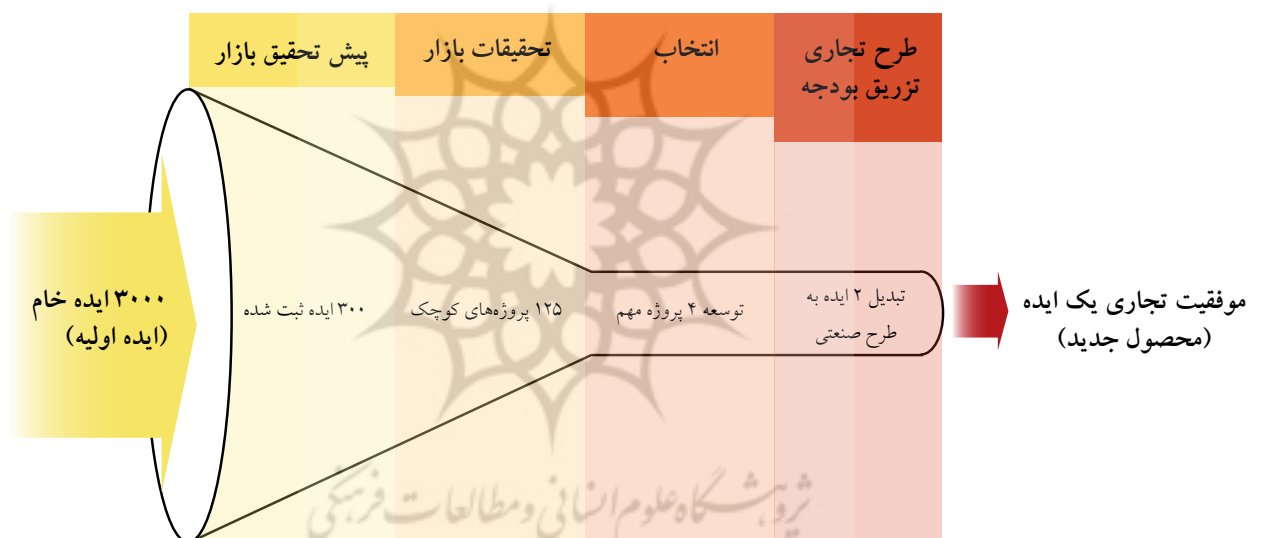 پیش تحقیق بازار
تحقیقات بازار
انتخاب
طرح تجاری
تزریق بودجه
۳۰۰۰ ایده خام
(ایده اولیه)
۳۰۰ ایده ثبت شده
۱۲۵ پروژه‌های کوچک
توسعه ۴ پروژه مهم
تبدیل ۲ ایده به
طرح صنعتی
موفقیت تجاری یک ایده
(محصول جدید)
پژوهشگاه علوم انسانی و مطالعات فرهنگی